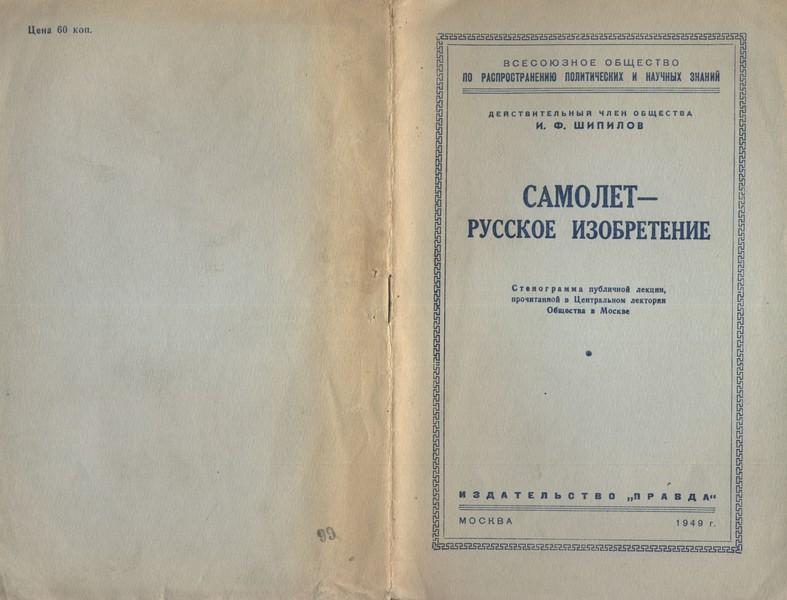 Цена 60 коп.
99
ВСЕСОЮЗНОЕ ОБЩЕСТВО
ПО РАСПРОСТРАНЕНИЮ ПОЛИТИЧЕСКИХ И НАУЧНЫХ ЗНАНИЙ
ДЕЙСТВИТЕЛЬНЫЙ ЧЛЕН ОБЩЕСТВА
И. Ф. ШИПИЛОВ
САМОЛЕТ—
РУССКОЕ ИЗОБРЕТЕНИЕ
Стенограмма публичной лекции,
прочитанной в Центральном лектории
Общества в Москве
ИЗДАТЕЛЬСТВО „ПРАВДА“
МОСКВА 1949 г.